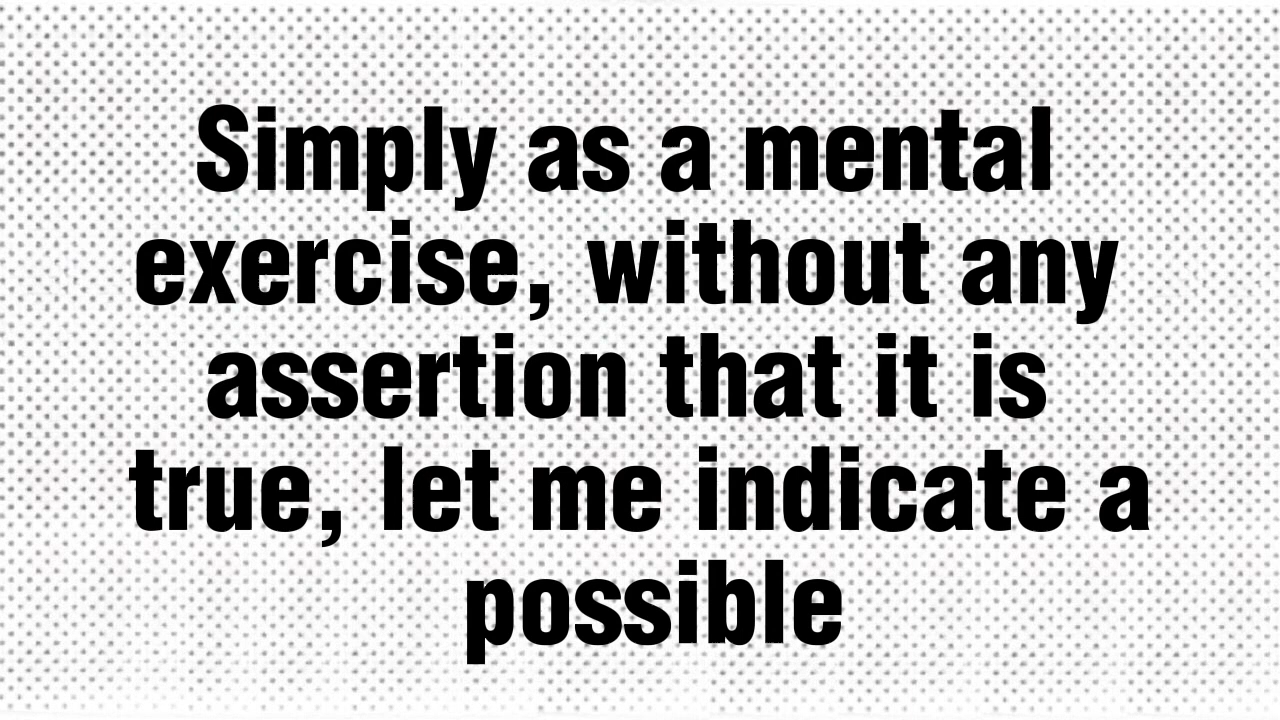 Simply as a mental
exercise, without any
assertion that it is
true, let me indicate a
possible